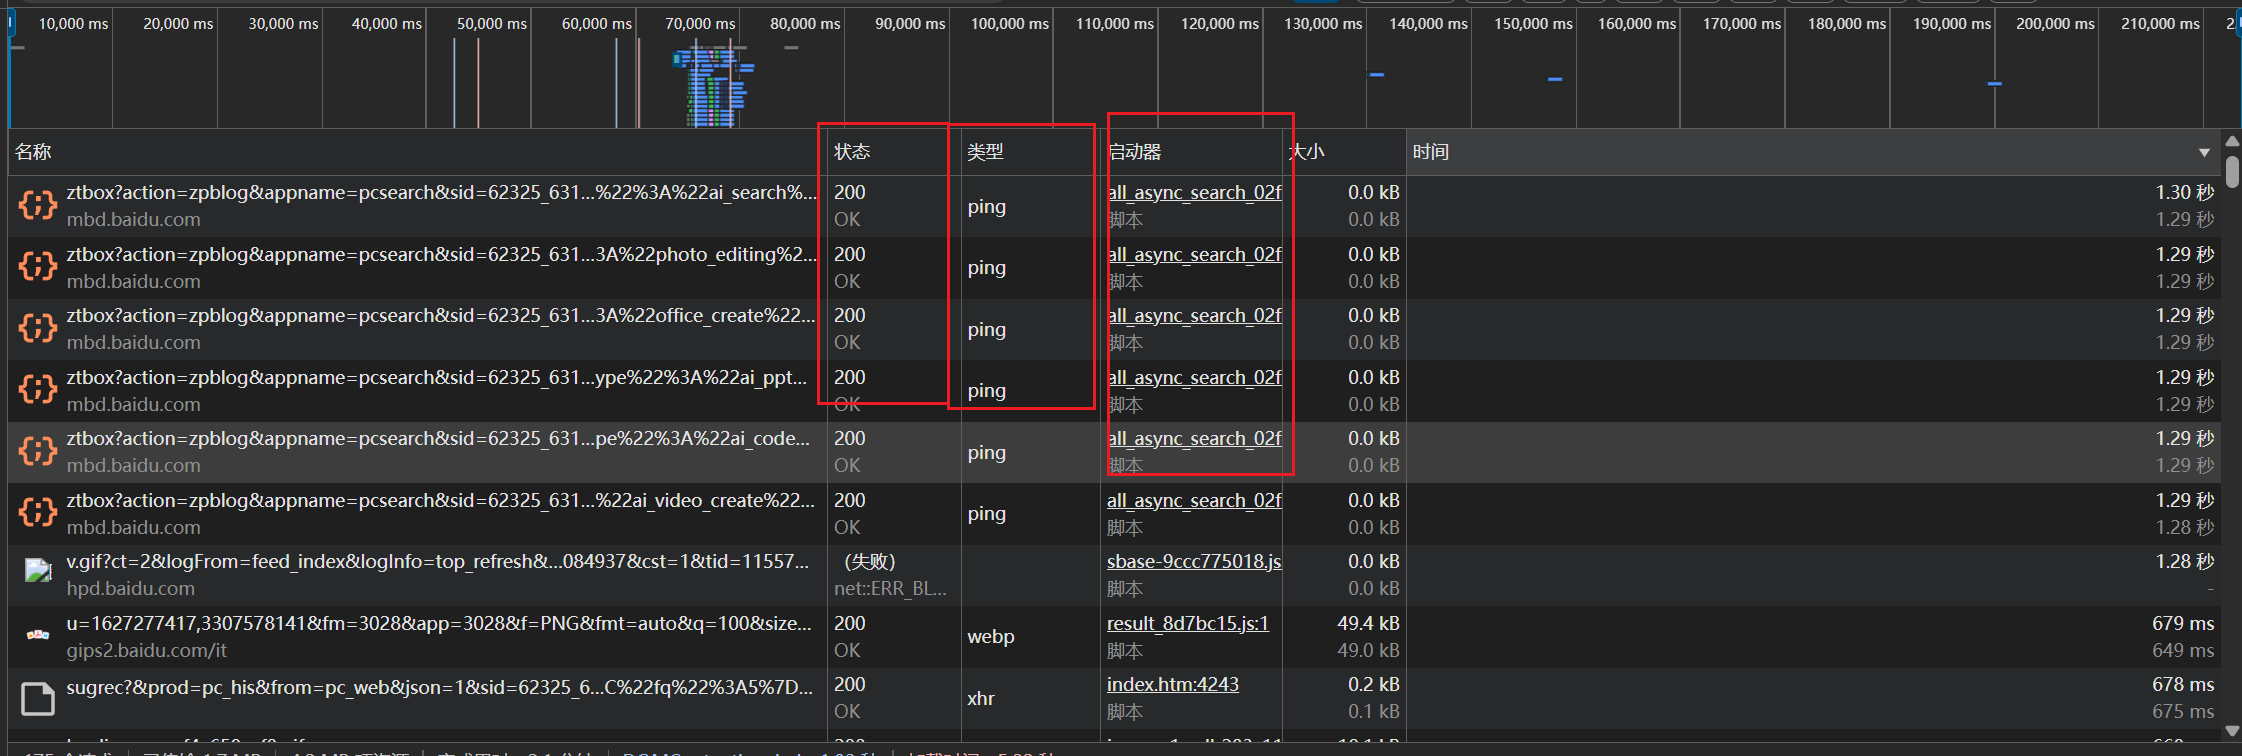 10,000 ms 20,000 ms 30,000 ms 40,000 ms 50,000 ms 60,000 ms 70,000 ms 80,000 ms 90,000 ms 100,000 ms 110,000 ms 120,000 ms 130,000 ms 140,000 ms 150,000 ms 160,000 ms 170,000 ms 180,000 ms 190,000 ms 200,000 ms 210,000 ms
名称 状态 类型 启动器 大小 时间
ztbox?action=zpblog&appname=pcsearch&sid=62325_631...%22%3A%22ai_search%... 200 all_async_search_02f 0.0 kB 1.30 秒
ping
mbd.baidu.com OK 脚本 0.0 kB 1.29 秒
ztbox?action=zpblog&appname=pcsearch&sid=62325_631...3A%22photo_editing%2... 200 all_async_search_02f 0.0 kB 1.29 秒
ping
mbd.baidu.com OK 脚本 0.0 kB 1.29 秒
ztbox?action=zpblog&appname=pcsearch&sid=62325_631...3A%22office_create%22... 200 all_async_search_02f 0.0 kB 1.29 秒
ping
mbd.baidu.com OK 脚本 0.0 kB 1.29 秒
ztbox?action=zpblog&appname=pcsearch&sid=62325_631...ype%22%3A%22ai_ppt... 200 all_async_search_02f 0.0 kB 1.29 秒
ping
mbd.baidu.com OK 脚本 0.0 kB 1.29 秒
ztbox?action=zpblog&appname=pcsearch&sid=62325_631...pe%22%3A%22ai_code... 200 all_async_search_02f 0.0 kB 1.29 秒
ping
mbd.baidu.com OK 脚本 0.0 kB 1.29 秒
ztbox?action=zpblog&appname=pcsearch&sid=62325_631...%22ai_video_create%22... 200 all_async_search_02f 0.0 kB 1.29 秒
ping
mbd.baidu.com OK 脚本 0.0 kB 1.28 秒
v.gif?ct=2&logFrom=feed_index&logInfo=top_refresh&...084937&cst=1&tid=11557... （失败） sbase-9ccc775018.js 0.0 kB 1.28 秒
hpd.baidu.com net::ERR_BL... 脚本 0.0 kB -
u=1627277417,3307578141&fm=3028&app=3028&f=PNG&fmt=auto&q=100&size... 200 result_8d7bc15.js:1 49.4 kB 679 ms
webp
gips2.baidu.com/it OK 脚本 49.0 kB 649 ms
sugrec?&prod=pc_his&from=pc_web&json=1&sid=62325_6...C%22fq%22%3A5%7D... 200 index.htm:4243 0.2 kB 678 ms
xhr
OK 脚本 0.1 kB 675 ms